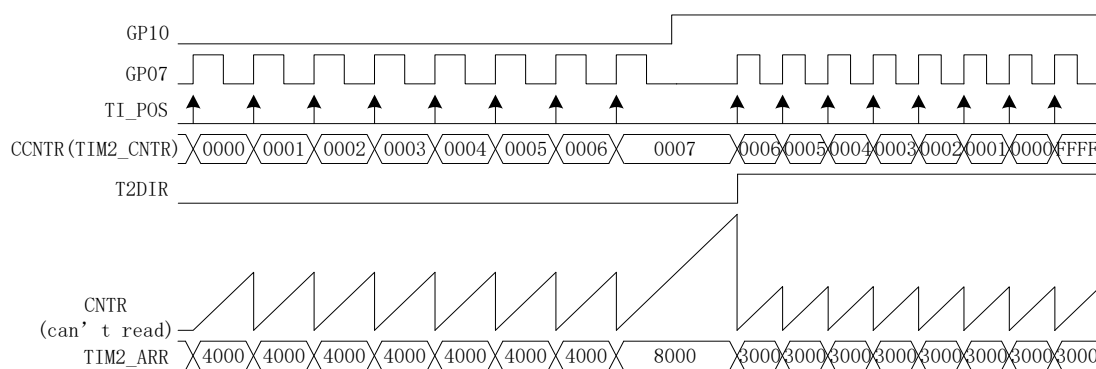 GP10
GP07
TI_POS
CCNTR(TIM2_CNTR) 0000 0001 0002 0003 0004 0005 0006 0007 0006 0005 0004 0003 0002 0001 0000 FFFF
T2DIR
CNTR
(can't read)
TIM2_ARR 4000 4000 4000 4000 4000 4000 4000 8000 3000 3000 3000 3000 3000 3000 3000 3000